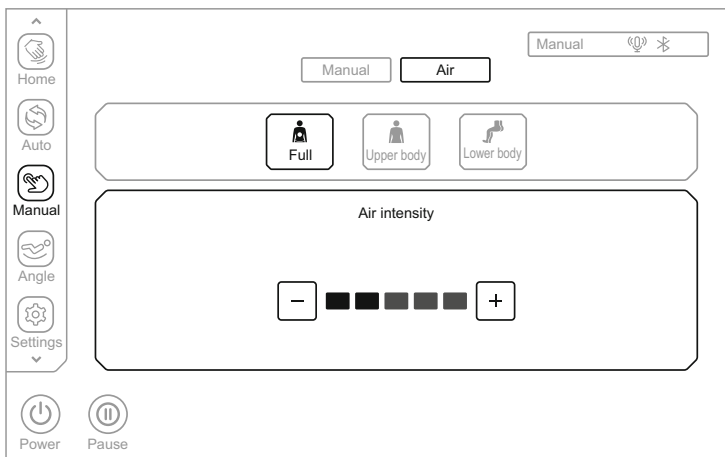 Home
Auto
Manual
Angle
Settings
Power
Pause
Manual
Manual Air
Full Upper body Lower body
Air intensity